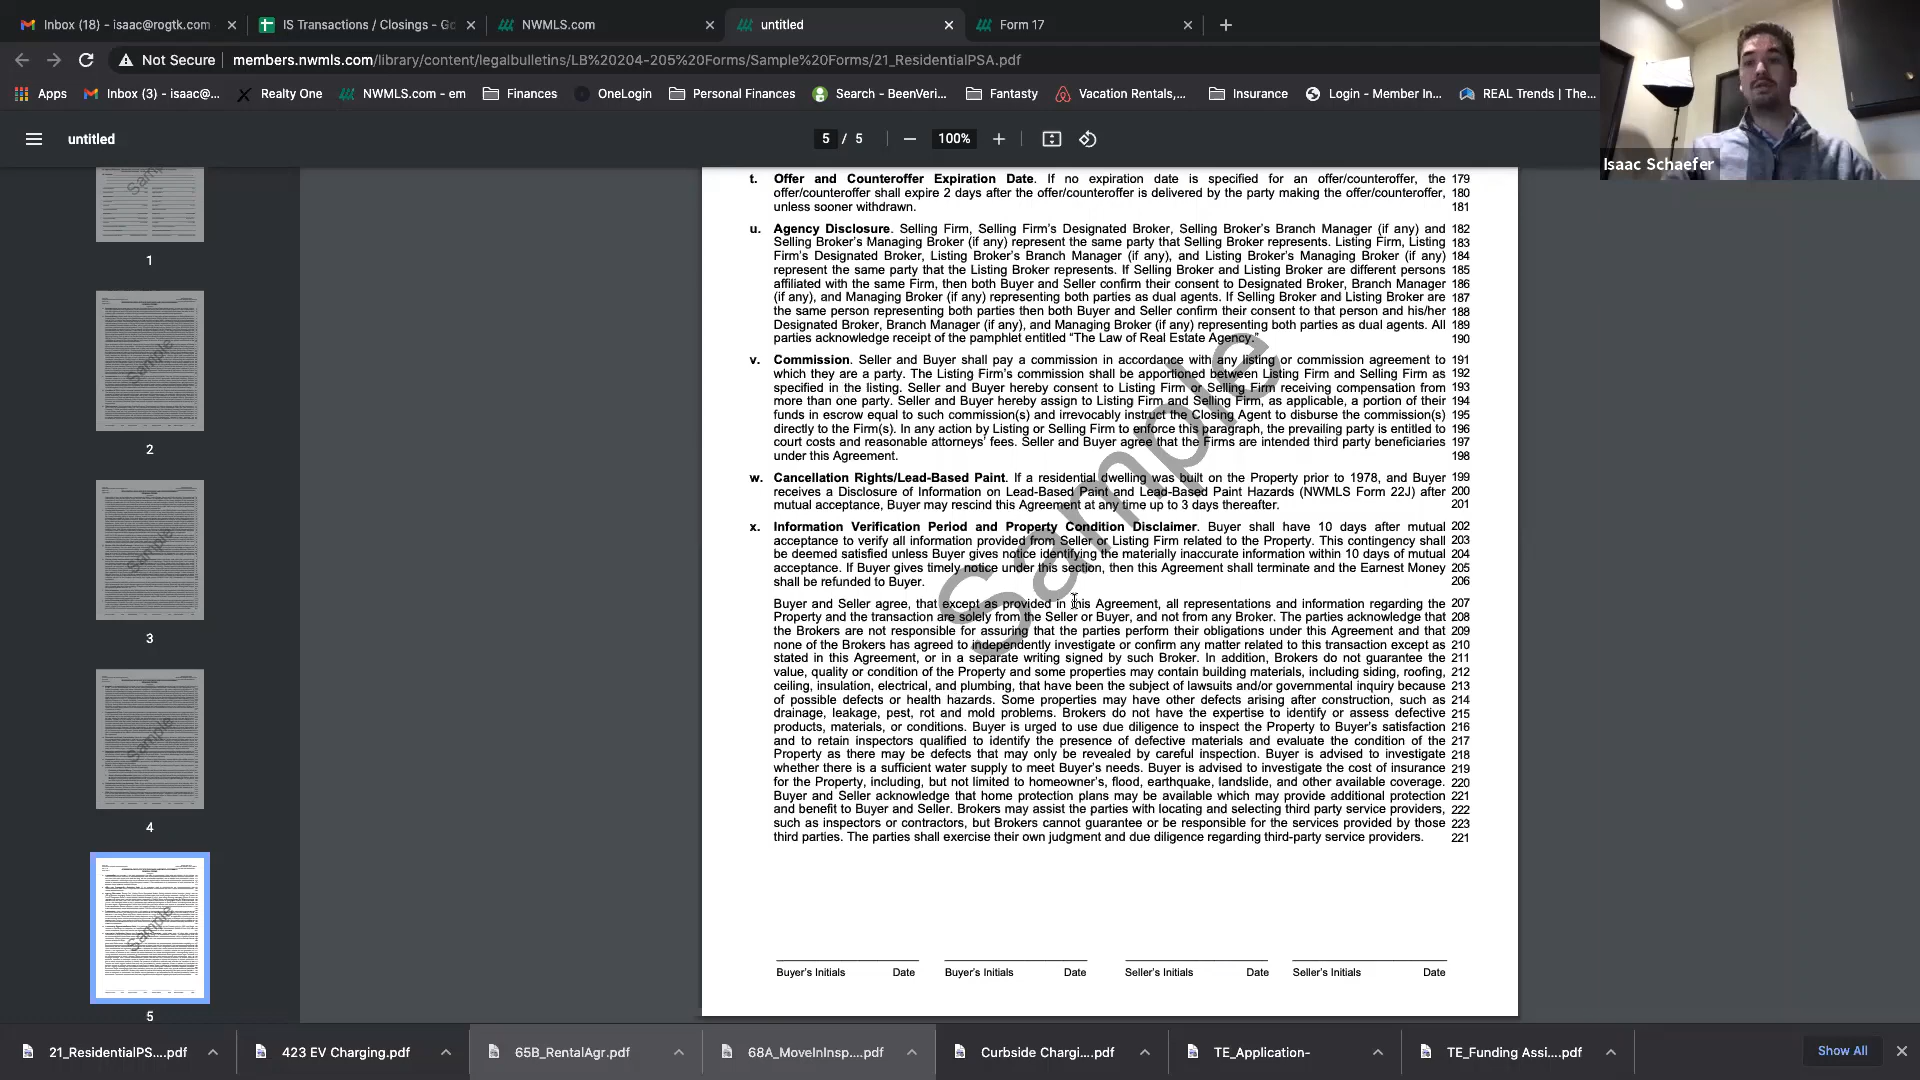 Inbox (18) - isaac@rogtk.com
IS Transactions / Closings - Go
NWMLS.com
untitled
Form 17
Not Secure
members.nwmls.com/library/content/legalbulletins/LB%20204-205%20Forms/Sample%20Forms/21_ResidentialPSA.pdf
Apps
Inbox (3) - isaac@...
Realty One
NWMLS.com - em
Finances
OneLogin
Personal Finances
Search - BeenVeri...
Fantasty
Vacation Rentals,...
Insurance
Login - Member In...
REAL Trends | The...
Isaac Schaefer
untitled
5 / 5
100%
1
2
3
4
5
t. Offer and Counteroffer Expiration Date. If no expiration date is specified for an offer/counteroffer, the 179
offer/counteroffer shall expire 2 days after the offer/counteroffer is delivered by the party making the offer/counteroffer, 180
unless sooner withdrawn. 181
u. Agency Disclosure. Selling Firm, Selling Firm's Designated Broker, Selling Broker's Branch Manager (if any) and 182
Selling Broker's Managing Broker (if any) represent the same party that Selling Broker represents. Listing Firm, Listing 183
Firm's Designated Broker, Listing Broker's Branch Manager (if any), and Listing Broker's Managing Broker (if any) 184
represent the same party that the Listing Broker represents. If Selling Broker and Listing Broker are different persons 185
affiliated with the same Firm, then both Buyer and Seller confirm their consent to Designated Broker, Branch Manager 186
(if any), and Managing Broker (if any) representing both parties as dual agents. If Selling Broker and Listing Broker are 187
the same person representing both parties then both Buyer and Seller confirm their consent to that person and his/her 188
Designated Broker, Branch Manager (if any), and Managing Broker (if any) representing both parties as dual agents. All 189
parties acknowledge receipt of the pamphlet entitled “The Law of Real Estate Agency.” 190
v. Commission. Seller and Buyer shall pay a commission in accordance with any listing or commission agreement to 191
which they are a party. The Listing Firm's commission shall be apportioned between Listing Firm and Selling Firm as 192
specified in the listing. Seller and Buyer hereby consent to Listing Firm or Selling Firm receiving compensation from 193
more than one party. Seller and Buyer hereby assign to Listing Firm and Selling Firm, as applicable, a portion of their 194
funds in escrow equal to such commission(s) and irrevocably instruct the Closing Agent to disburse the commission(s) 195
directly to the Firm(s). In any action by Listing or Selling Firm to enforce this paragraph, the prevailing party is entitled to 196
court costs and reasonable attorneys' fees. Seller and Buyer agree that the Firms are intended third party beneficiaries 197
under this Agreement. 198
w. Cancellation Rights/Lead-Based Paint. If a residential dwelling was built on the Property prior to 1978, and Buyer 199
receives a Disclosure of Information on Lead-Based Paint and Lead-Based Paint Hazards (NWMLS Form 22J) after 200
mutual acceptance, Buyer may rescind this Agreement at any time up to 3 days thereafter. 201
x. Information Verification Period and Property Condition Disclaimer. Buyer shall have 10 days after mutual 202
acceptance to verify all information provided from Seller or Listing Firm related to the Property. This contingency shall 203
be deemed satisfied unless Buyer gives notice identifying the materially inaccurate information within 10 days of mutual 204
acceptance. If Buyer gives timely notice under this section, then this Agreement shall terminate and the Earnest Money 205
shall be refunded to Buyer. 206
Buyer and Seller agree, that except as provided in this Agreement, all representations and information regarding the 207
Property and the transaction are solely from the Seller or Buyer, and not from any Broker. The parties acknowledge that 208
the Brokers are not responsible for assuring that the parties perform their obligations under this Agreement and that 209
none of the Brokers has agreed to independently investigate or confirm any matter related to this transaction except as 210
stated in this Agreement, or in a separate writing signed by such Broker. In addition, Brokers do not guarantee the 211
value, quality or condition of the Property and some properties may contain building materials, including siding, roofing, 212
ceiling, insulation, electrical, and plumbing, that have been the subject of lawsuits and/or governmental inquiry because 213
of possible defects or health hazards. Some properties may have other defects arising after construction, such as 214
drainage, leakage, pest, rot and mold problems. Brokers do not have the expertise to identify or assess defective 215
products, materials, or conditions. Buyer is urged to use due diligence to inspect the Property to Buyer's satisfaction 216
and to retain inspectors qualified to identify the presence of defective materials and evaluate the condition of the 217
Property as there may be defects that may only be revealed by careful inspection. Buyer is advised to investigate 218
whether there is a sufficient water supply to meet Buyer's needs. Buyer is advised to investigate the cost of insurance 219
for the Property, including, but not limited to homeowner's, flood, earthquake, landslide, and other available coverage. 220
Buyer and Seller acknowledge that home protection plans may be available which may provide additional protection 221
and benefit to Buyer and Seller. Brokers may assist the parties with locating and selecting third party service providers, 222
such as inspectors or contractors, but Brokers cannot guarantee or be responsible for the services provided by those 223
third parties. The parties shall exercise their own judgment and due diligence regarding third-party service providers. 221
Sample
Buyer's Initials Date Buyer's Initials Date Seller's Initials Date Seller's Initials Date
21_ResidentialPS....pdf
423 EV Charging.pdf
65B_RentalAgr.pdf
68A_MoveInInsp....pdf
Curbside Chargi....pdf
TE_Application-
TE_Funding Assi....pdf
Show All